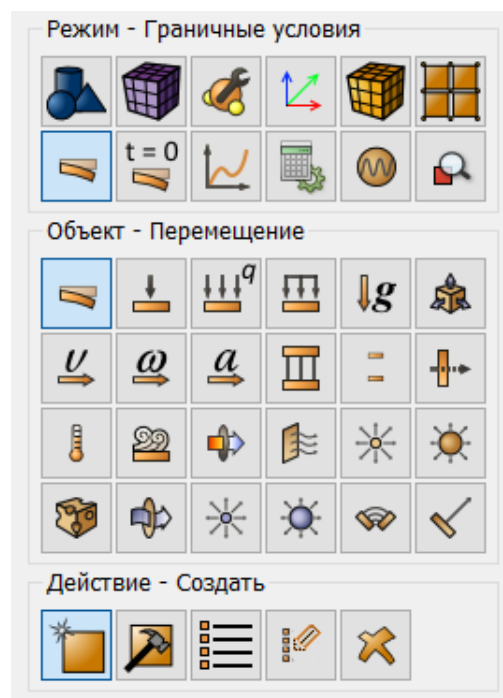 Режим - Граничные условия
t = 0
Объект - Перемещение
q
g
υ ω a
Действие - Создать